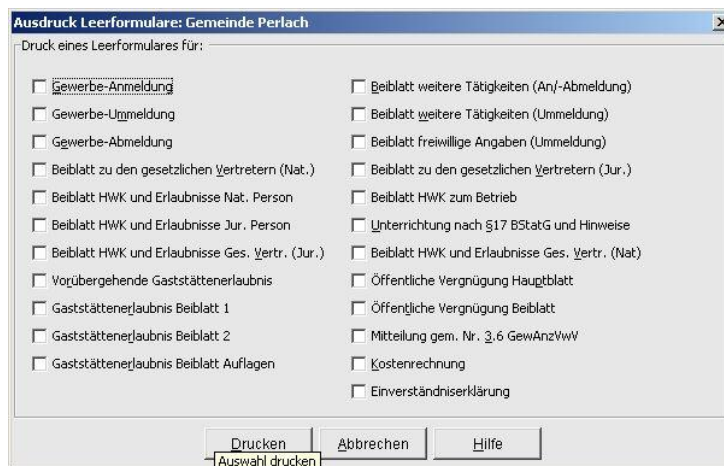 Ausdruck Leerformulare: Gemeinde Perlach
Druck eines Leerformulares für:
Gewerbe-Anmeldung
Gewerbe-Ummeldung
Gewerbe-Abmeldung
Beiblatt zu den gesetzlichen Vertretern (Nat.)
Beiblatt HWK und Erlaubnisse Nat. Person
Beiblatt HWK und Erlaubnisse Jur. Person
Beiblatt HWK und Erlaubnisse Ges. Vertr. (Jur.)
Vorübergehende Gaststättenerlaubnis
Gaststättenerlaubnis Beiblatt 1
Gaststättenerlaubnis Beiblatt 2
Gaststättenerlaubnis Beiblatt Auflagen
Beiblatt weitere Tätigkeiten (An/-Abmeldung)
Beiblatt weitere Tätigkeiten (Ummeldung)
Beiblatt freiwillige Angaben (Ummeldung)
Beiblatt zu den gesetzlichen Vertretern (Jur.)
Beiblatt HWK zum Betrieb
Unterrichtung nach §17 BStatG und Hinweise
Beiblatt HWK und Erlaubnisse Ges. Vertr. (Nat)
Öffentliche Vergnügung Hauptblatt
Öffentliche Vergnügung Beiblatt
Mitteilung gem. Nr. 3.6 GewAnzVwV
Kostenrechnung
Einverständniserklärung
Drucken Abbrechen Hilfe
Auswahl drucken